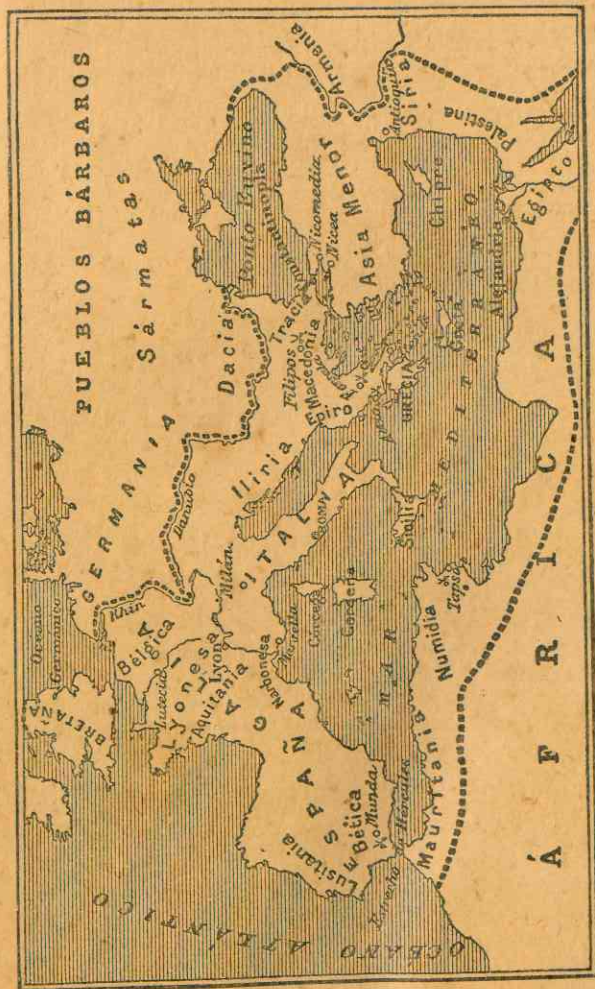 PUEBLOS BÁRBAROS
Sármatas
GERMANIA
Oceano
Germánico
BRETAÑA
Rhin
Danubio
Dacia
Ponto Euxino
Constantinopla
Armenia
Bélgica
Lutecia
Lyonesa
Lyon
Aquitania
GALIA
Narbonesa
Marsella
Milán
ITALIA
ROMA
Iliria
Tracia
Filipos
Macedonia
Epiro
Nicomedia
Nicea
Asia Menor
Antioquía
Siria
Palestina
Chipre
GRECIA
Creta
Córcega
Cerdeña
Sicilia
OCÉANO ATLÁNTICO
Lusitania
ESPAÑA
Bética
Munda
Estrecho de Hércules
MAR MEDITERRÁNEO
Alejandría
Egipto
Mauritania
Numidia
Tapso
ÁFRICA